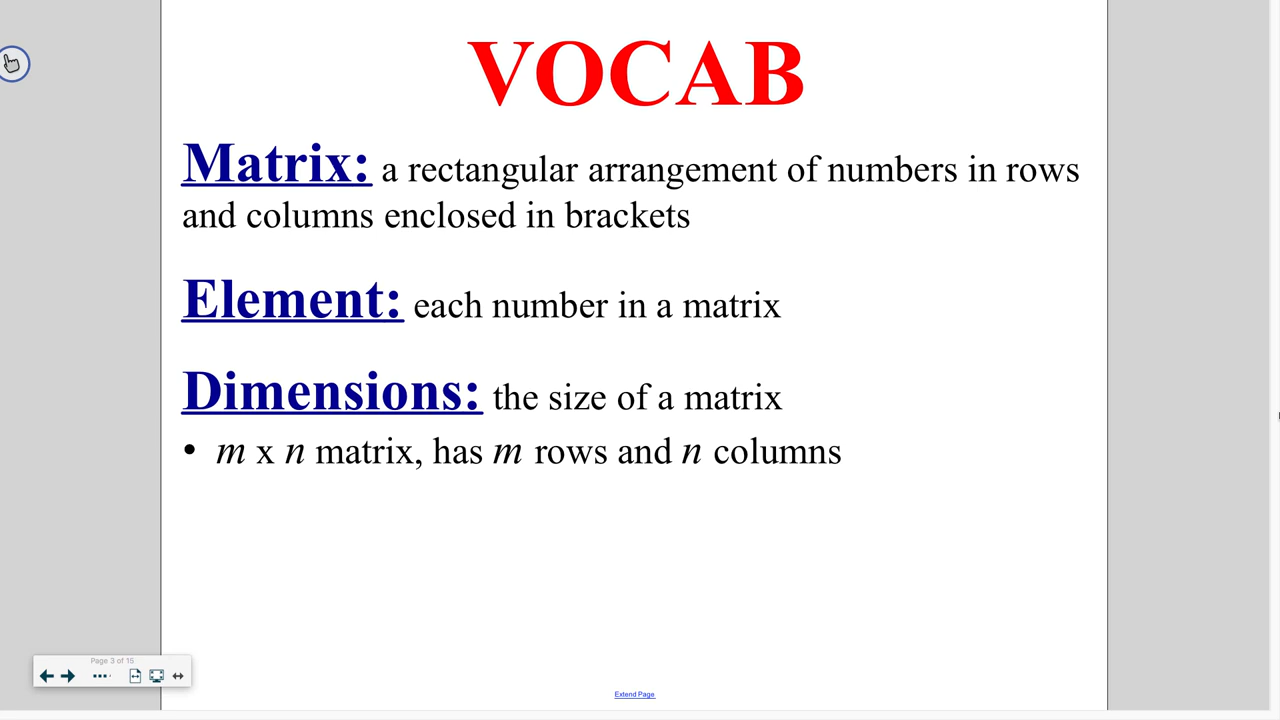 VOCAB
Matrix: a rectangular arrangement of numbers in rows
and columns enclosed in brackets
Element: each number in a matrix
Dimensions: the size of a matrix
• m x n matrix, has m rows and n columns
Page 3 of 15
Extend Page